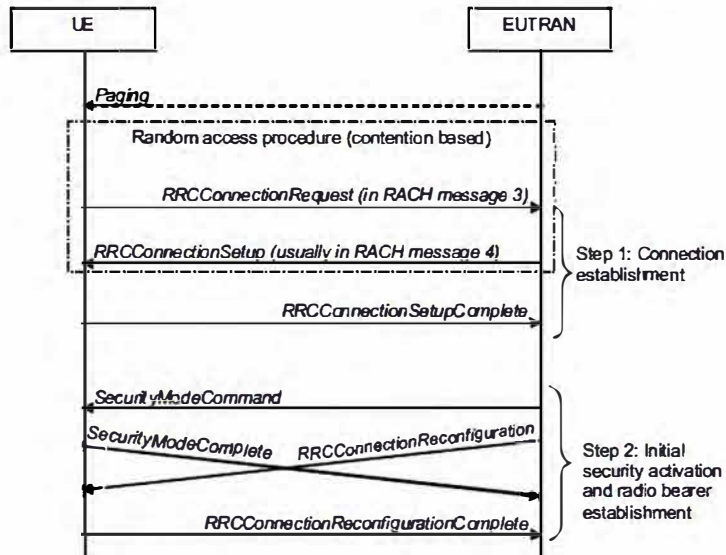 UE
EUTRAN
Paging
Random access procedure (contention based)
RRCConnectionRequest (in RACH message 3)
RRCConnectionSetup (usually in RACH message 4)
Step 1: Connection
establishment
RRCConnectionSetupComplete
SecurityModeCommand
SecurityModeComplete
RRCConnectionReconfiguration
Step 2: Initial
security activation
and radio bearer
establishment
RRCConnectionReconfigurationComplete